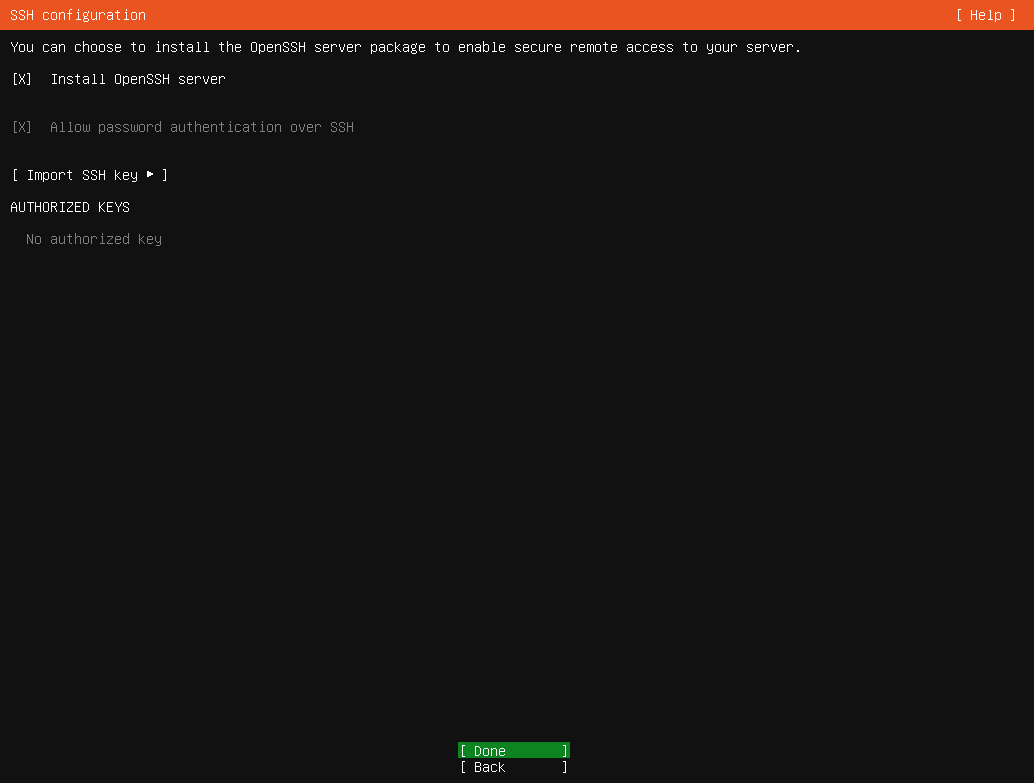 SSH configuration [ Help ]
You can choose to install the OpenSSH server package to enable secure remote access to your server.
[X] Install OpenSSH server
[X] Allow password authentication over SSH
[ Import SSH key ▸ ]
AUTHORIZED KEYS
No authorized key
[ Done ]
[ Back ]